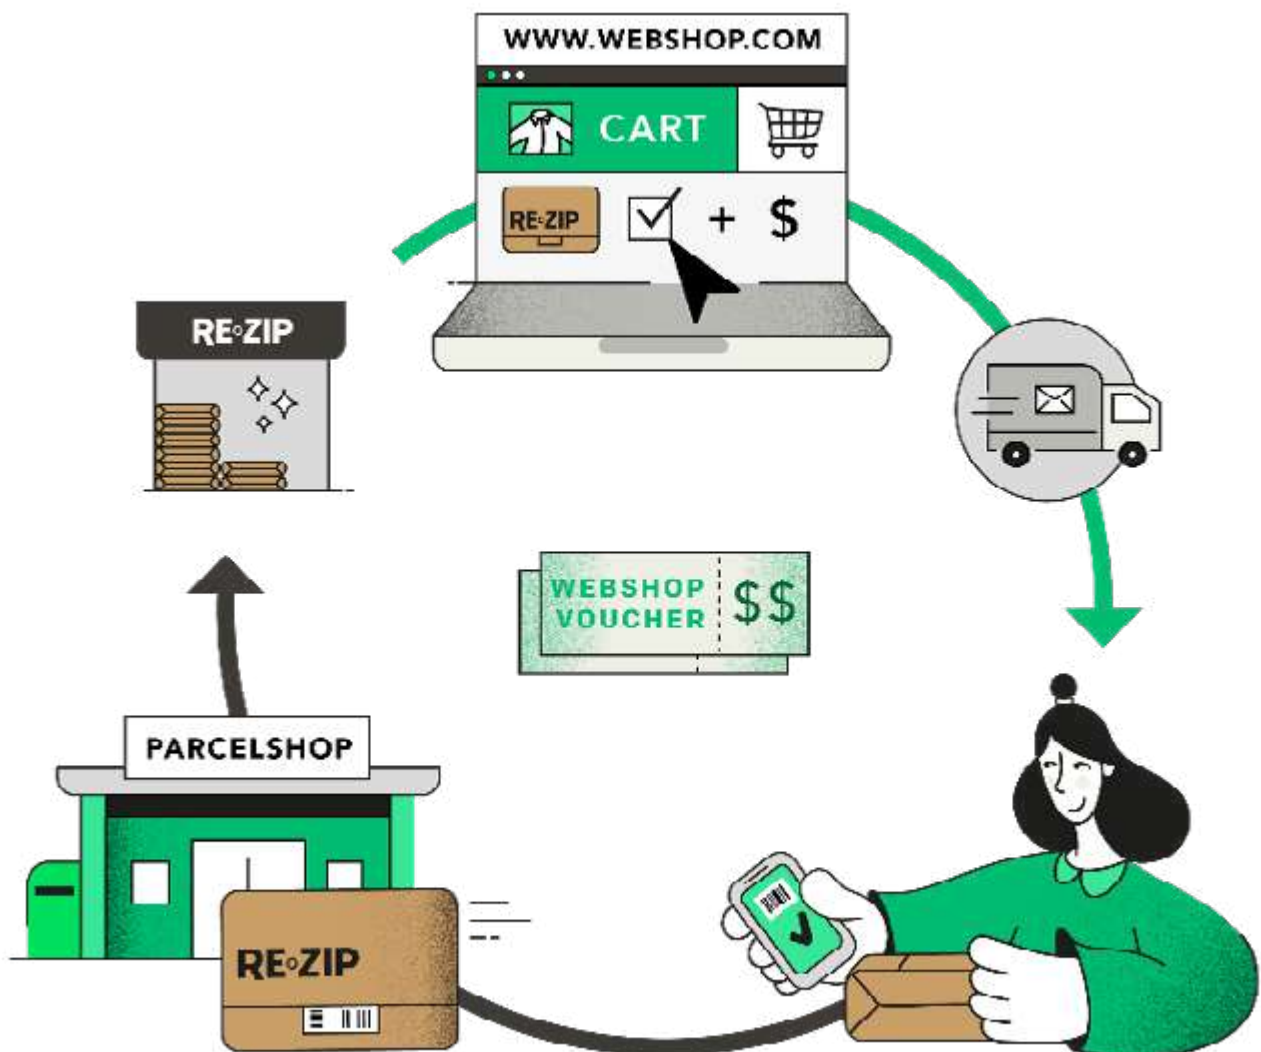 WWW.WEBSHOP.COM
CART
RE◦ZIP
+ $
RE◦ZIP
WEBSHOP
VOUCHER
$$
PARCELSHOP
RE◦ZIP